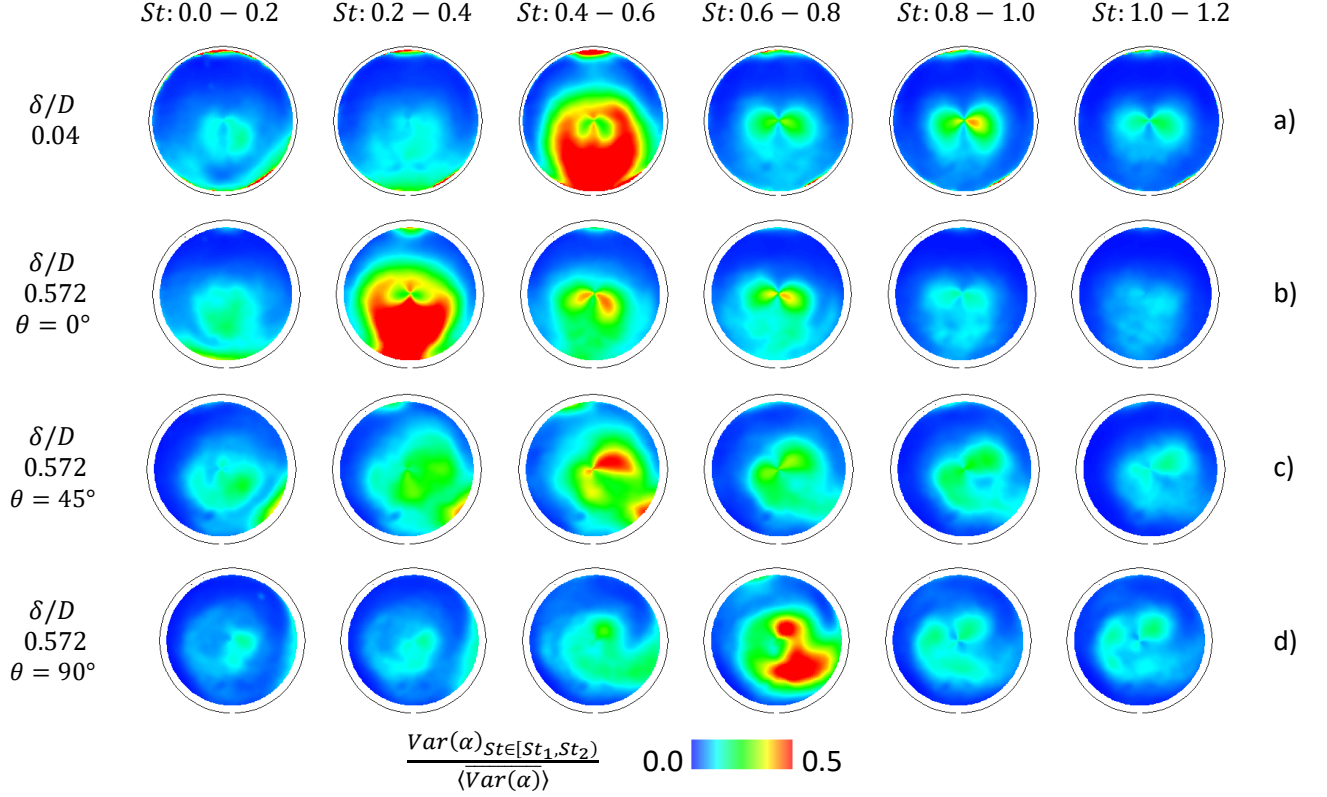 St: 0.0 − 0.2 St: 0.2 − 0.4 St: 0.4 − 0.6 St: 0.6 − 0.8 St: 0.8 − 1.0 St: 1.0 − 1.2
δ/D
0.04
a)
δ/D
0.572
θ = 0°
b)
δ/D
0.572
θ = 45°
c)
δ/D
0.572
θ = 90°
d)
Var(α)_{St∈[St₁,St₂)}
⟨\overline{Var(α)}⟩
0.0 0.5